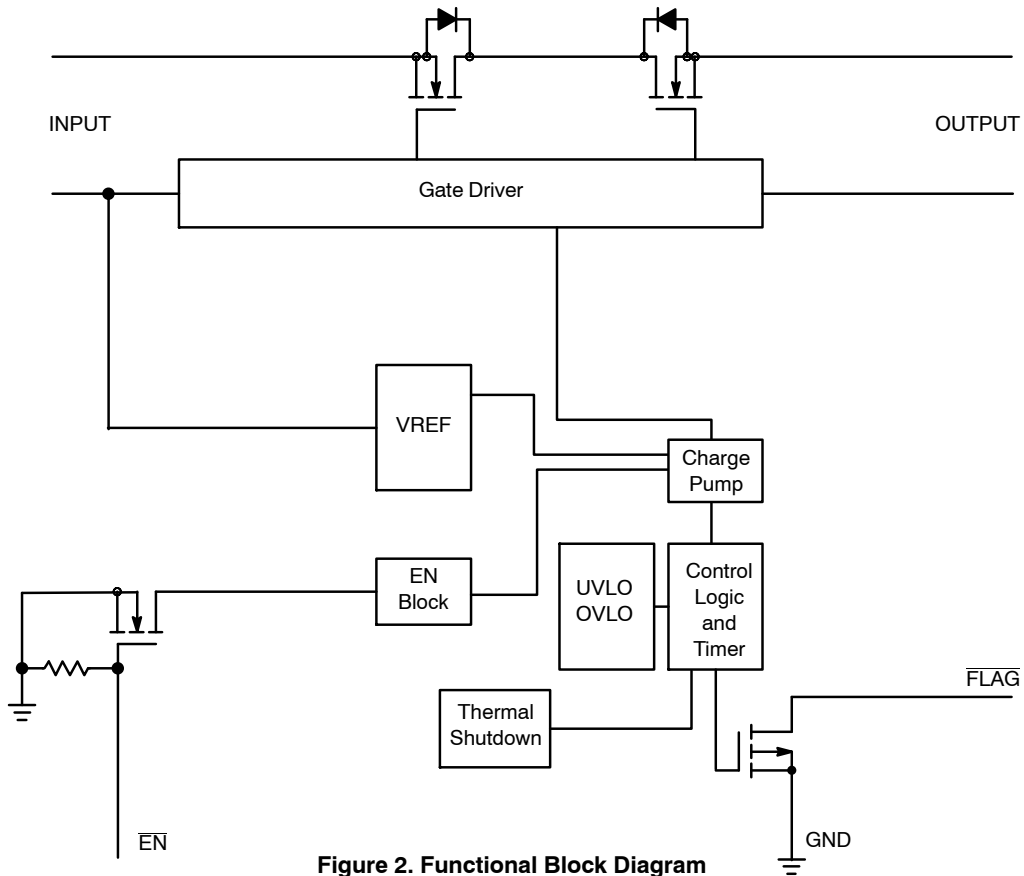 INPUT
OUTPUT
Gate Driver
VREF
Charge
Pump
EN
Block
UVLO
OVLO
Control
Logic
and
Timer
FLAG
Thermal
Shutdown
EN
GND
Figure 2. Functional Block Diagram